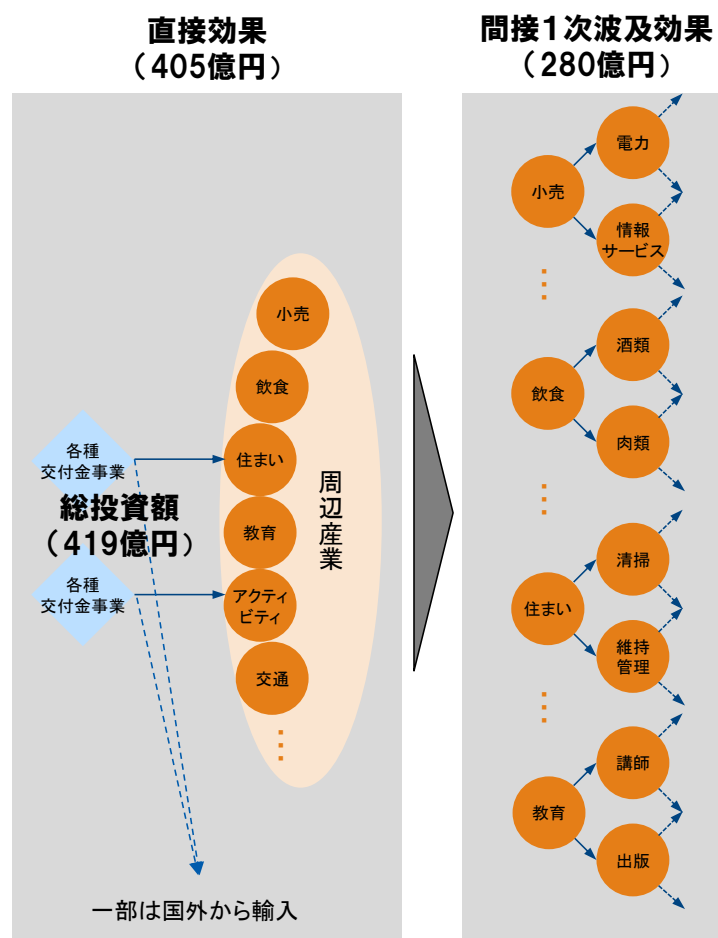 直接効果
（405億円）
小売
飲食
住まい
教育
アクティ
ビティ
交通
周辺産業
各種
交付金事業
総投資額
（419億円）
各種
交付金事業
一部は国外から輸入
間接１次波及効果
（280億円）
小売
電力
情報
サービス
飲食
酒類
肉類
住まい
清掃
維持
管理
教育
講師
出版